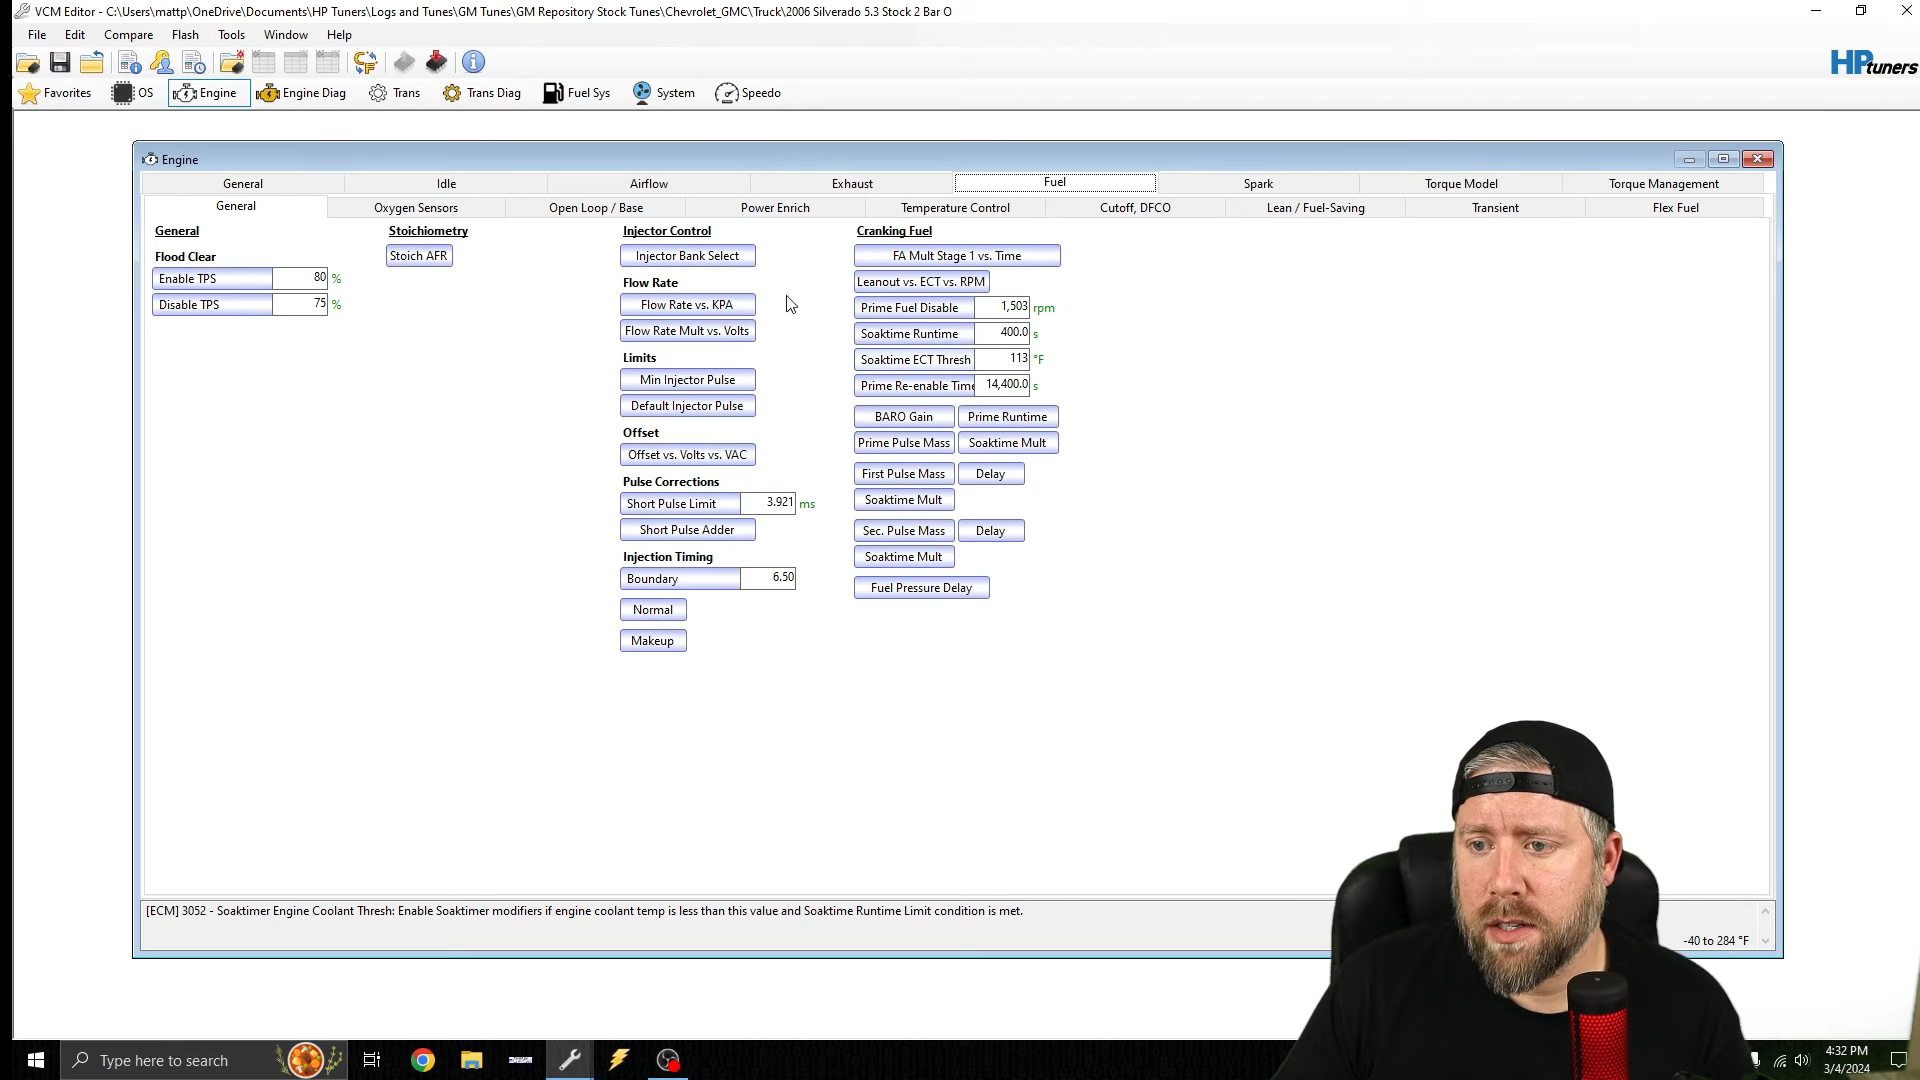 VCM Editor - C:\Users\mattp\OneDrive\Documents\HP Tuners\Logs and Tunes\GM Tunes\GM Repository Stock Tunes\Chevrolet_GMC\Truck\2006 Silverado 5.3 Stock 2 Bar O
File Edit Compare Flash Tools Window Help
HPtuners
Favorites OS Engine Engine Diag Trans Trans Diag Fuel Sys System Speedo
Engine
General Idle Airflow Exhaust Fuel Spark Torque Model Torque Management
General Oxygen Sensors Open Loop / Base Power Enrich Temperature Control Cutoff, DFCO Lean / Fuel-Saving Transient Flex Fuel
General
Flood Clear
Enable TPS 80 %
Disable TPS 75 %
Stoichiometry
Stoich AFR
Injector Control
Injector Bank Select
Flow Rate
Flow Rate vs. KPA
Flow Rate Mult vs. Volts
Limits
Min Injector Pulse
Default Injector Pulse
Offset
Offset vs. Volts vs. VAC
Pulse Corrections
Short Pulse Limit 3.921 ms
Short Pulse Adder
Injection Timing
Boundary 6.50
Normal
Makeup
Cranking Fuel
FA Mult Stage 1 vs. Time
Leanout vs. ECT vs. RPM
Prime Fuel Disable 1,503 rpm
Soaktime Runtime 400.0 s
Soaktime ECT Thresh 113 °F
Prime Re-enable Time 14,400.0 s
BARO Gain Prime Runtime
Prime Pulse Mass Soaktime Mult
First Pulse Mass Delay
Soaktime Mult
Sec. Pulse Mass Delay
Soaktime Mult
Fuel Pressure Delay
[ECM] 3052 - Soaktimer Engine Coolant Thresh: Enable Soaktimer modifiers if engine coolant temp is less than this value and Soaktime Runtime Limit condition is met.
-40 to 284 °F
Type here to search
4:32 PM
3/4/2024